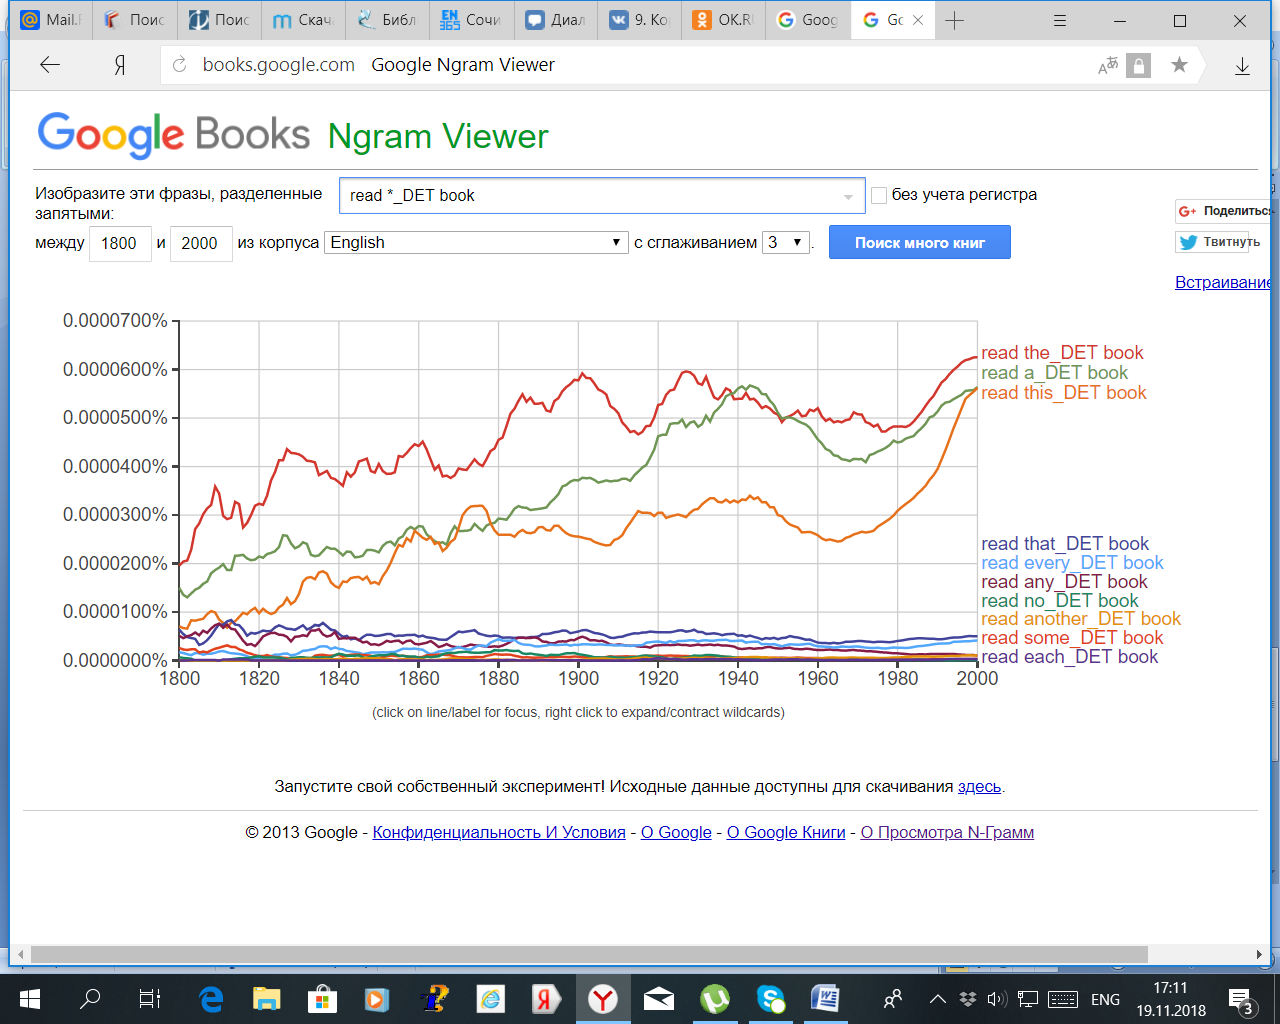 Mail.R
Поис
Поис
Скача
Библ
EN 365 Сочи
Диал
9. Ко
OK.RU
Goog
Go
Я books.google.com Google Ngram Viewer
Google Books Ngram Viewer
Изобразите эти фразы, разделенные запятыми: read *_DET book без учета регистра
между 1800 и 2000 из корпуса English с сглаживанием 3 . Поиск много книг
Поделиться
Твитнуть
Встраивание
0.0000700%
0.0000600%
0.0000500%
0.0000400%
0.0000300%
0.0000200%
0.0000100%
0.0000000%
read the_DET book
read a_DET book
read this_DET book
read that_DET book
read every_DET book
read any_DET book
read no_DET book
read another_DET book
read some_DET book
read each_DET book
1800 1820 1840 1860 1880 1900 1920 1940 1960 1980 2000
(click on line/label for focus, right click to expand/contract wildcards)
Запустите свой собственный эксперимент! Исходные данные доступны для скачивания здесь.
© 2013 Google - Конфиденциальность И Условия - О Google - О Google Книги - О Просмотра N-Грамм
ENG
17:11
19.11.2018
3